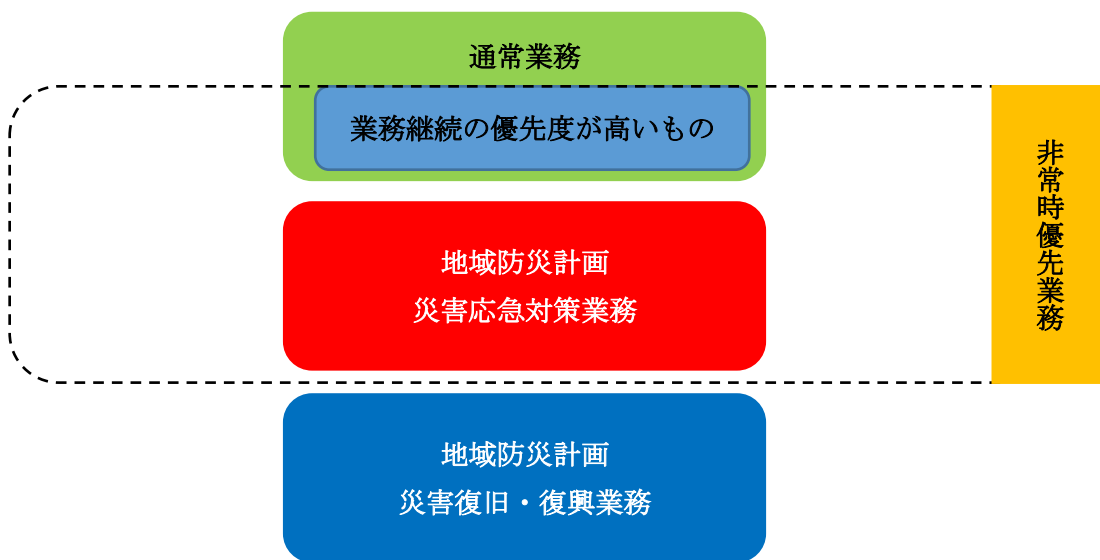 通常業務
業務継続の優先度が高いもの
地域防災計画
災害応急対策業務
非常時優先業務
地域防災計画
災害復旧・復興業務